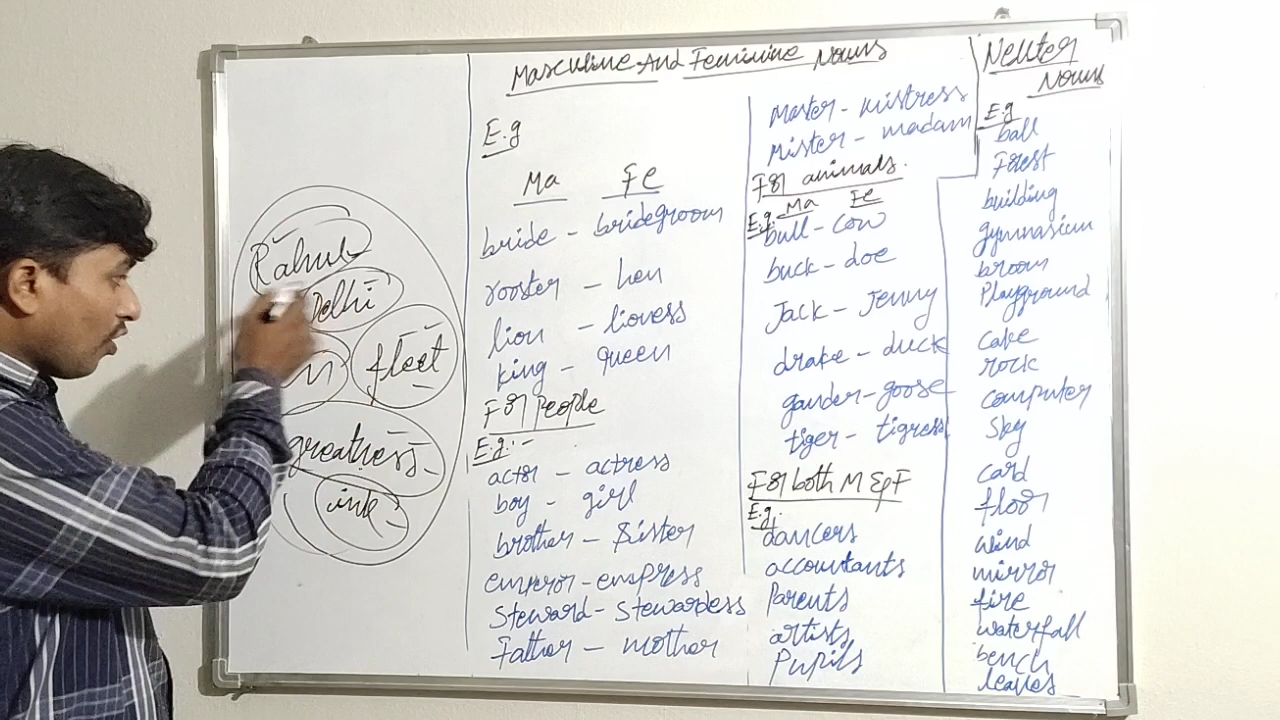 Rahul
Delhi
fleet
greatness
ink
Masculine And Feminine Nouns
E.g
Ma Fe
bride - bridegroom
rooster - hen
lion - lioness
king - queen
For People
E.g:-
actor - actress
boy - girl
brother - Sister
emperor - empress
Steward - Stewardess
Father - mother
Master - mistress
Mister - madam
For animals.
E.g. Ma Fe
bull - cow
buck - doe
Jack - Jenny
drake - duck
gander - goose
tiger - tigress
For both M & F
E.g.
dancers
accountants
Parents
artists
Pupils
Neuter
Nouns
E.g
ball
Forest
building
gymnasium
broom
Playground
cake
rock
computer
Sky
card
floor
wind
mirror
fire
waterfall
bench
leaves